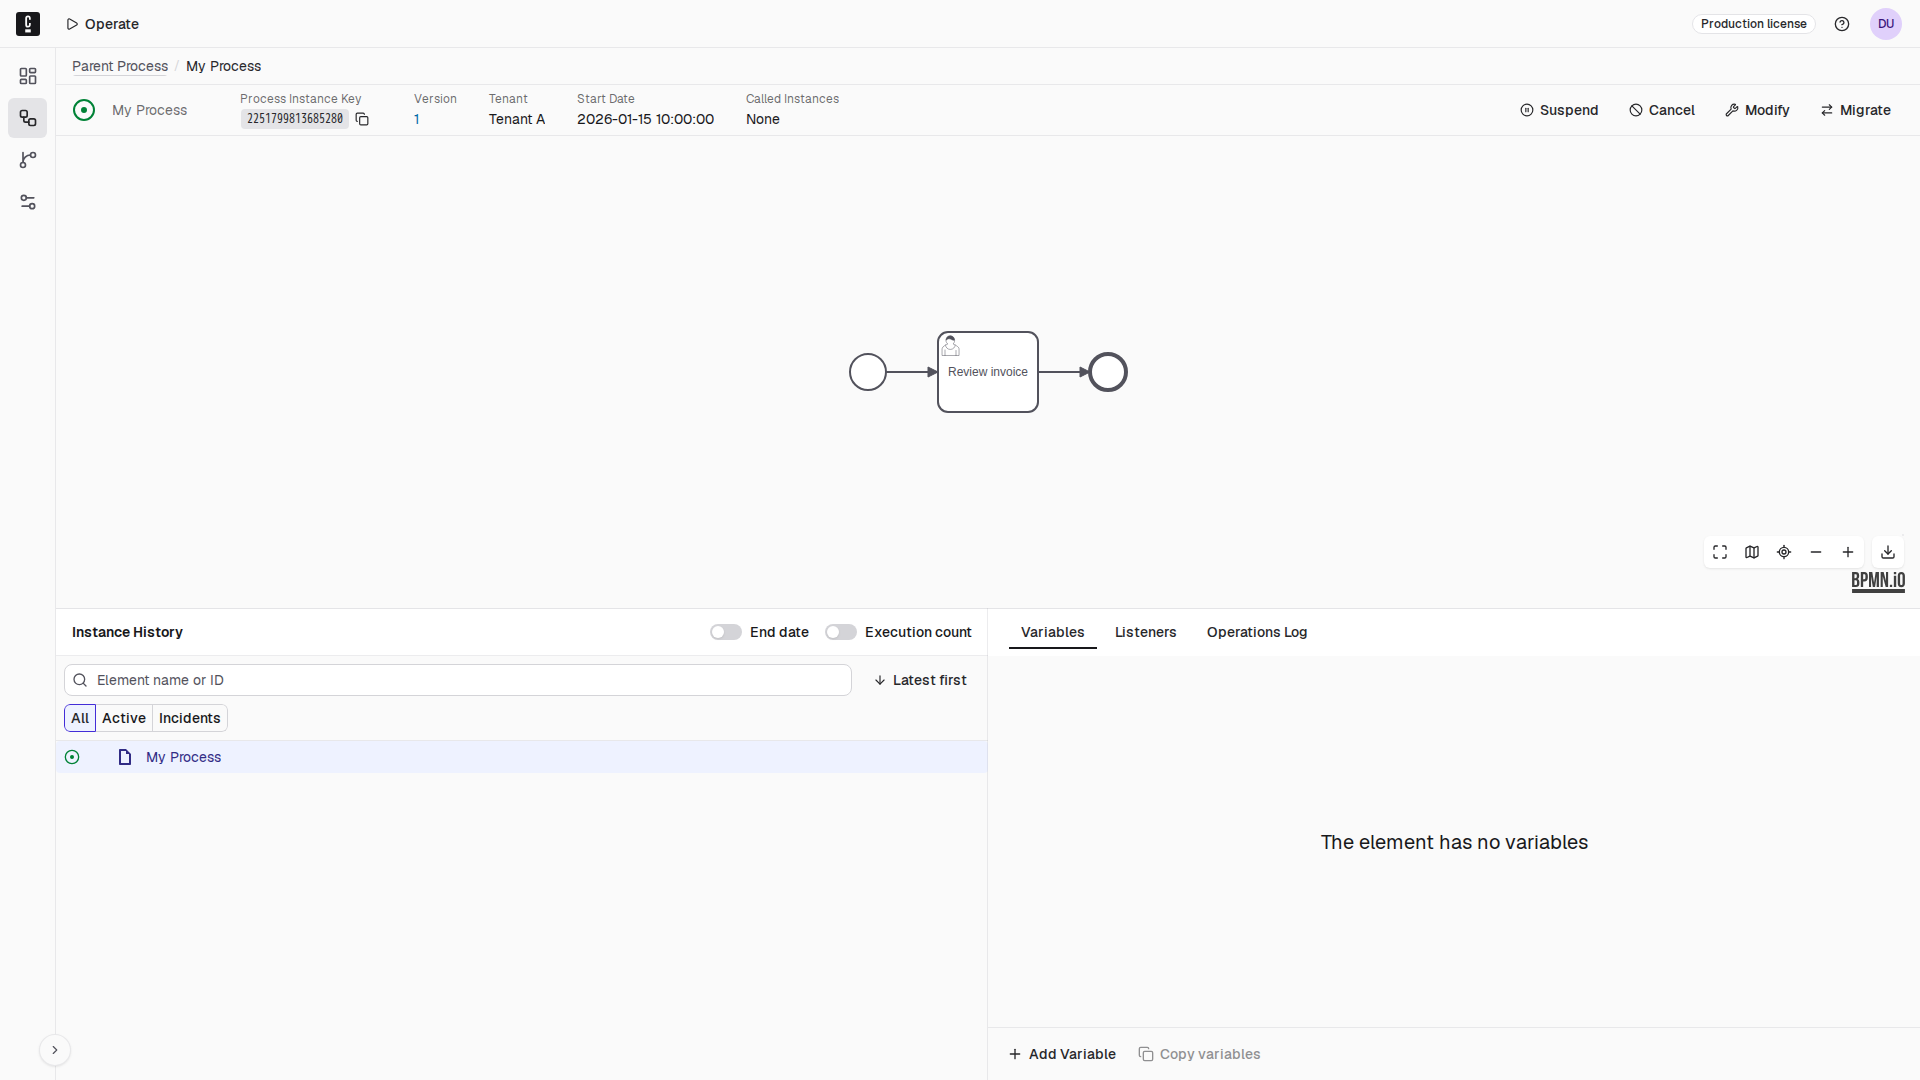 Operate
Production license
DU
Parent Process / My Process
My Process
Process Instance Key
2251799813685280
Version
1
Tenant
Tenant A
Start Date
2026-01-15 10:00:00
Called Instances
None
Suspend
Cancel
Modify
Migrate
Review invoice
BPMN.iO
Instance History
End date
Execution count
Element name or ID
Latest first
All
Active
Incidents
My Process
Variables
Listeners
Operations Log
The element has no variables
Add Variable
Copy variables